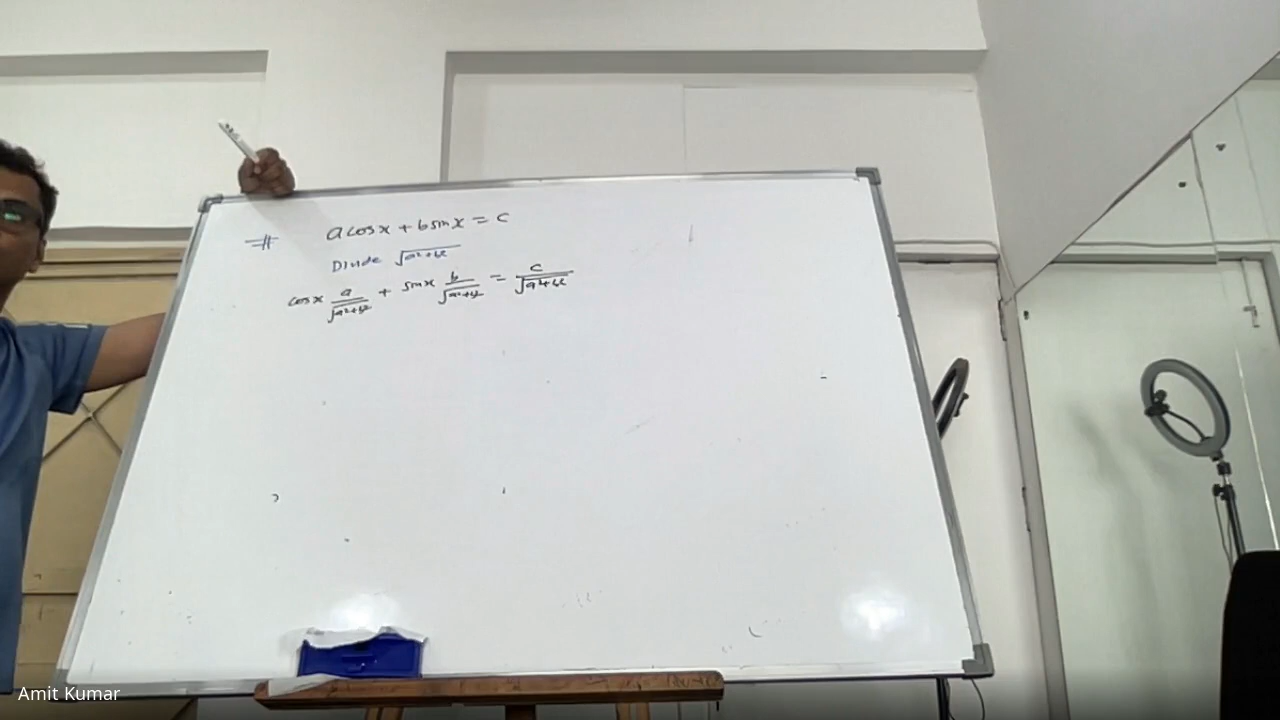 # a cos x + b sin x = c
Divide √a²+b²
cos x a/√a²+b² + sin x b/√a²+b² = c/√a²+b²
Amit Kumar